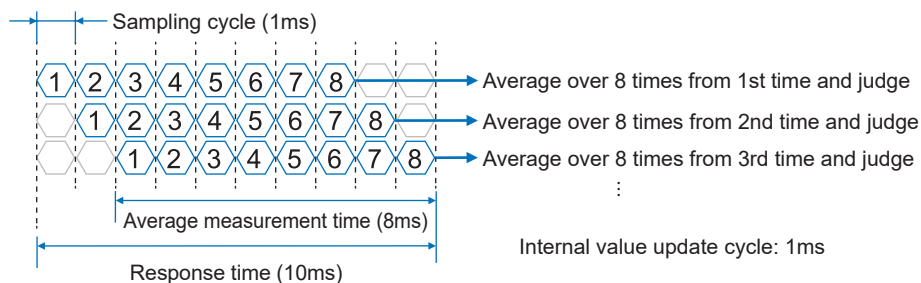 Sampling cycle (1ms)
1 2 3 4 5 6 7 8 Average over 8 times from 1st time and judge
1 2 3 4 5 6 7 8 Average over 8 times from 2nd time and judge
1 2 3 4 5 6 7 8 Average over 8 times from 3rd time and judge
⋮
Average measurement time (8ms)
Internal value update cycle: 1ms
Response time (10ms)